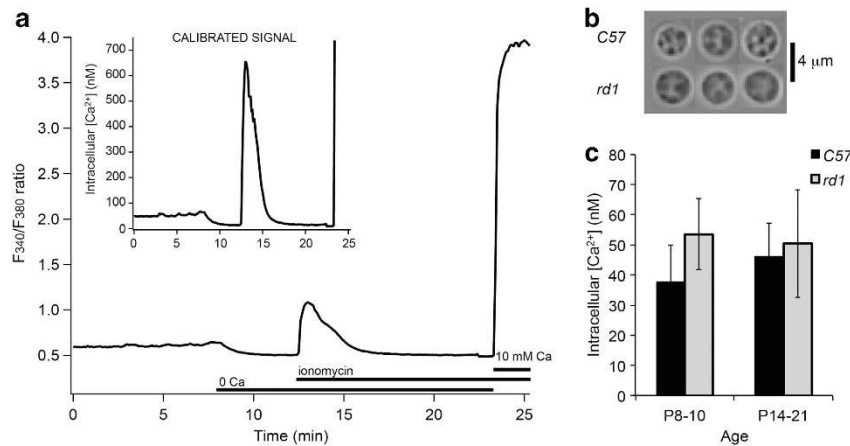 a
CALIBRATED SIGNAL
Intracellular [Ca²⁺] (nM)
700
600
500
400
300
200
100
0
0 5 10 15 20 25
F340/F380 ratio
4.0
3.5
3.0
2.5
2.0
1.5
1.0
0.5
10 mM Ca
ionomycin
0 Ca
0 5 10 15 20 25
Time (min)
b
C57
rd1
4 μm
c
C57
rd1
Intracellular [Ca²⁺] (nM)
80
70
60
50
40
30
20
10
0
P8-10 P14-21
Age